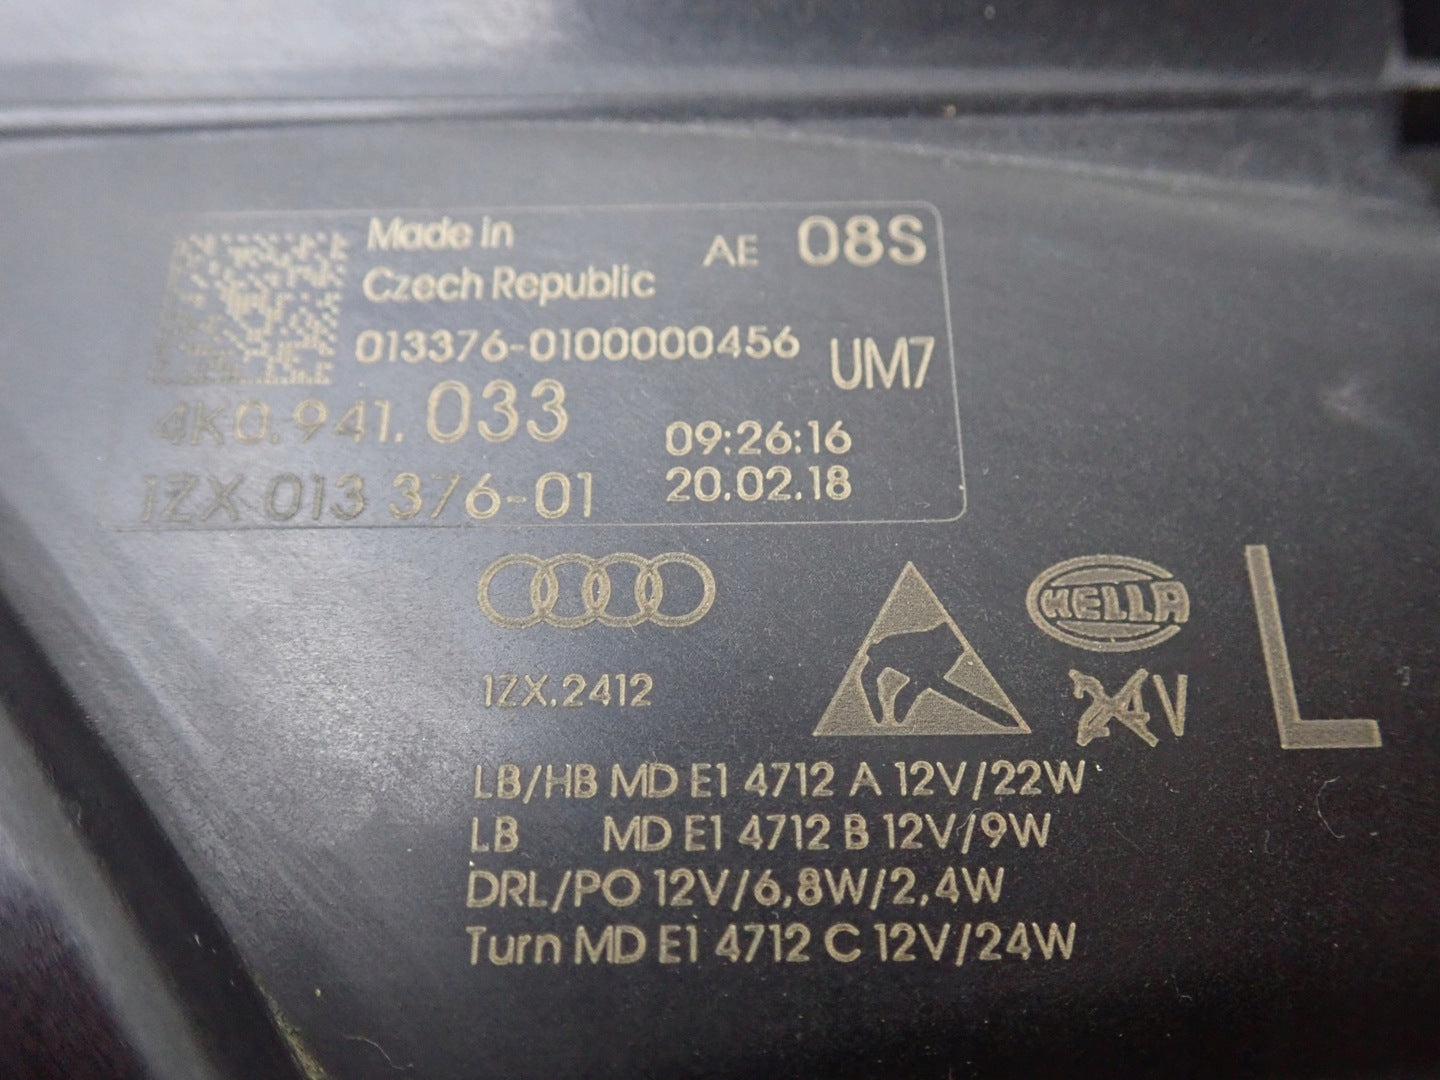 Made in AE 08S
Czech Republic
013376-0100000456 UM7
4K0.941.033 09:26:16
1ZX 013 376-01 20.02.18
HELLA
L
1ZX.2412 24V
LB/HB MD E1 4712 A 12V/22W
LB MD E1 4712 B 12V/9W
DRL/PO 12V/6,8W/2,4W
Turn MD E1 4712 C 12V/24W